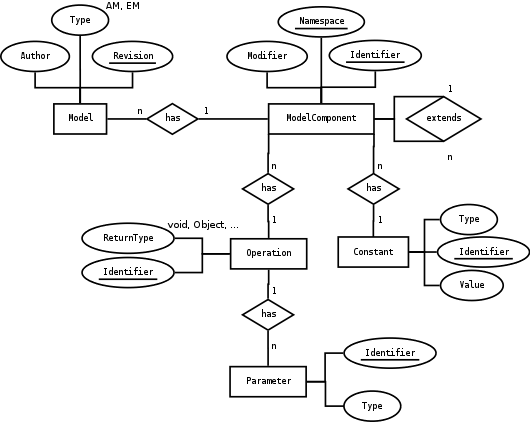 AM, EM
Type
Namespace
Author
Revision
Modifier
Identifier
1
Model
n
has
1
ModelComponent
extends
n
n
n
has
has
1
1
void, Object, ...
ReturnType
Type
Operation
Constant
Identifier
Identifier
Value
1
has
n
Identifier
Parameter
Type